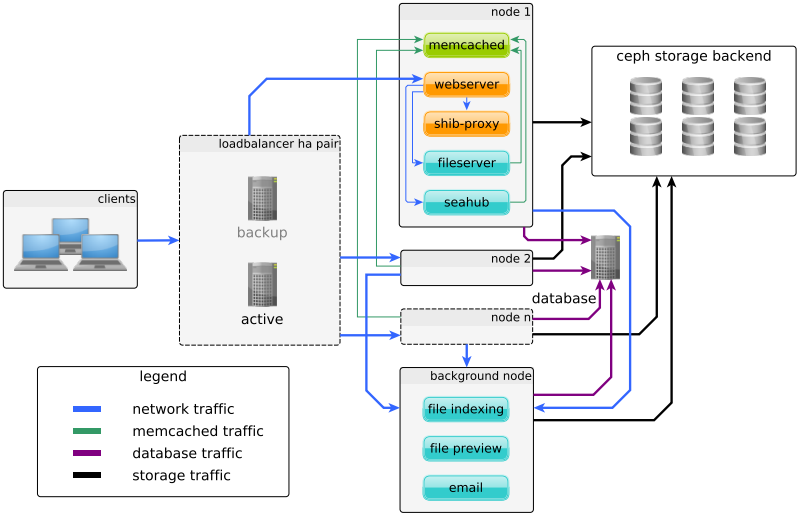 node 1
memcached
webserver
shib-proxy
fileserver
seahub
ceph storage backend
loadbalancer ha pair
backup
active
clients
node 2
database
node n
background node
file indexing
file preview
email
legend
network traffic
memcached traffic
database traffic
storage traffic